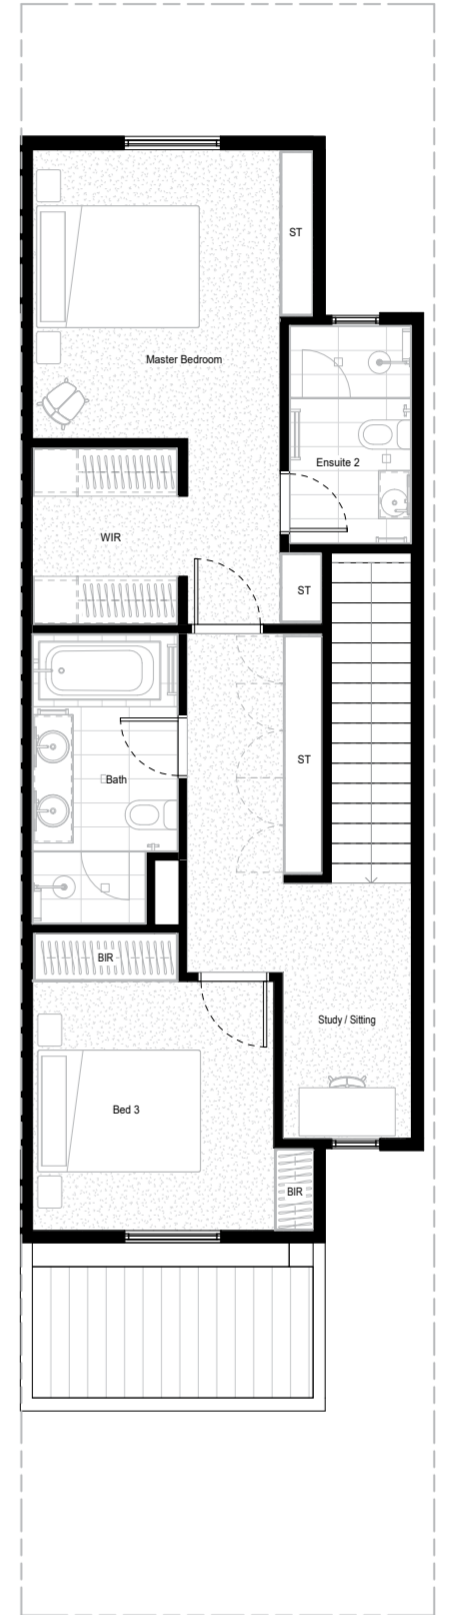 ST
Master Bedroom
Ensuite 2
WIR
ST
ST
Bath
BIR
Study / Sitting
Bed 3
BIR